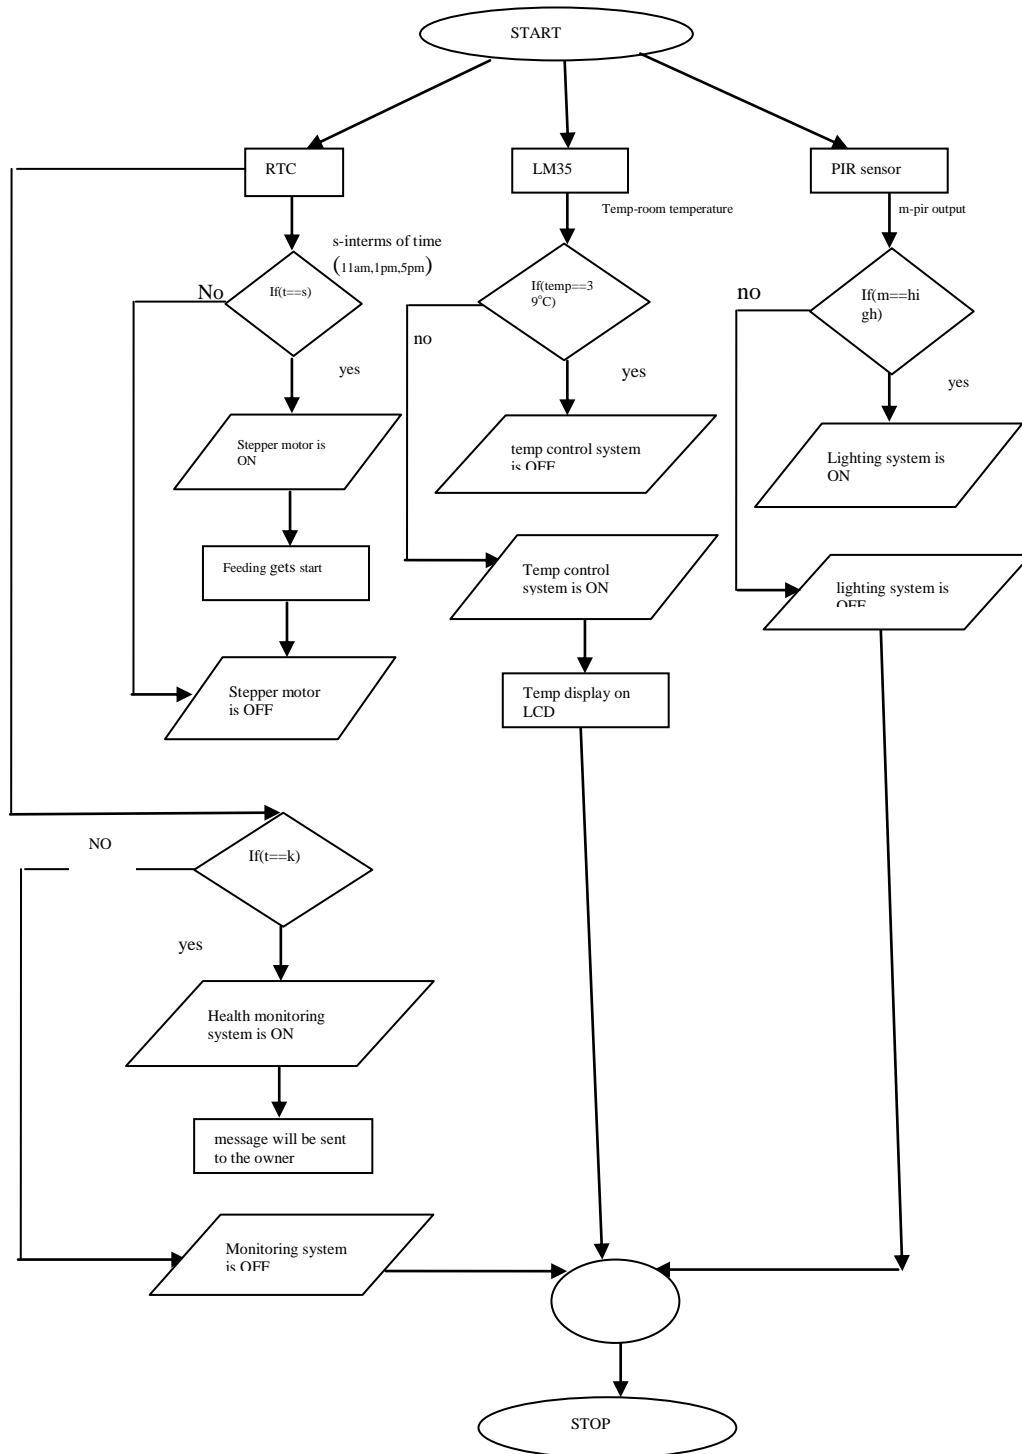 START
RTC
LM35
PIR sensor
Temp-room temperature
m-pir output
s-interms of time
(11am,1pm,5pm)
No
If(t==s)
If(temp==3
9°C)
no
If(m==hi
gh)
no
yes
yes
yes
Stepper motor is
ON
temp control system
is OFF
Lighting system is
ON
Feeding gets start
Temp control
system is ON
lighting system is
OFF
Stepper motor
is OFF
Temp display on
LCD
NO
If(t==k)
yes
Health monitoring
system is ON
message will be sent
to the owner
Monitoring system
is OFF
STOP